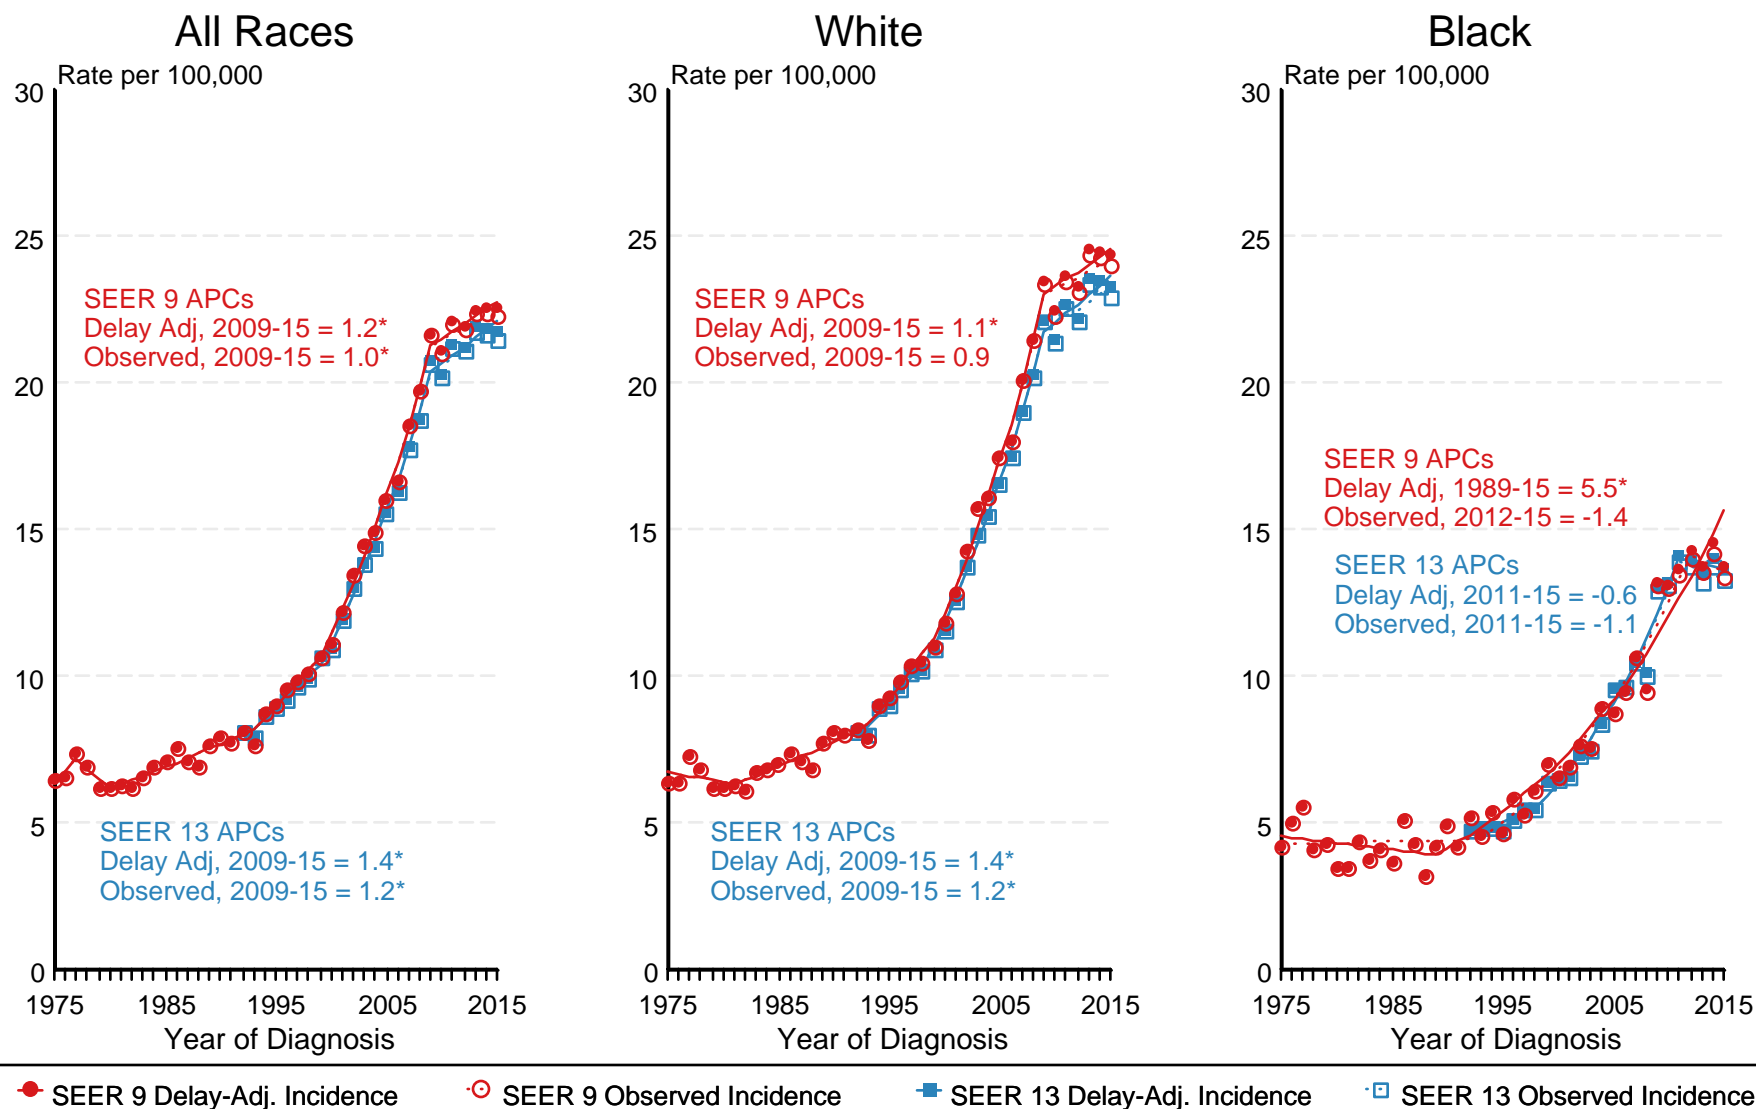 All Races
Rate per 100,000
30
25
20
15
10
5
0
SEER 9 APCs
Delay Adj, 2009-15 = 1.2*
Observed, 2009-15 = 1.0*
SEER 13 APCs
Delay Adj, 2009-15 = 1.4*
Observed, 2009-15 = 1.2*
1975 1985 1995 2005 2015
Year of Diagnosis
White
Rate per 100,000
30
25
20
15
10
5
0
SEER 9 APCs
Delay Adj, 2009-15 = 1.1*
Observed, 2009-15 = 0.9
SEER 13 APCs
Delay Adj, 2009-15 = 1.4*
Observed, 2009-15 = 1.2*
1975 1985 1995 2005 2015
Year of Diagnosis
Black
Rate per 100,000
30
25
20
15
10
5
0
SEER 9 APCs
Delay Adj, 1989-15 = 5.5*
Observed, 2012-15 = -1.4
SEER 13 APCs
Delay Adj, 2011-15 = -0.6
Observed, 2011-15 = -1.1
1975 1985 1995 2005 2015
Year of Diagnosis
SEER 9 Delay-Adj. Incidence SEER 9 Observed Incidence SEER 13 Delay-Adj. Incidence SEER 13 Observed Incidence